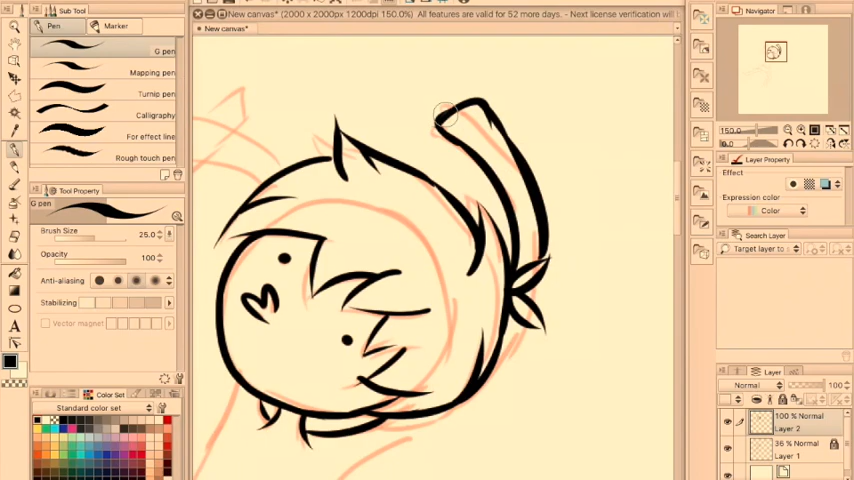 Sub Tool
New canvas* (2000 x 2000px 1200dpi 150.0%) All features are valid for 52 more days. - Next license verification will
Navigator
Pen
Marker
New canvas*
G pen
Mapping pen
Turnip pen
Calligraphy
For effect line
Rough touch pen
150.0
0.0
Layer Property
Effect
Expression color
Color
Tool Property
G pen
Brush Size 25.0
Opacity 100
Anti-aliasing
Stabilizing
Vector magnet
Search Layer
Target layer to
Layer
Normal 100
100 % Normal
Layer 2
36 % Normal
Layer 1
Color Set
Standard color set
A